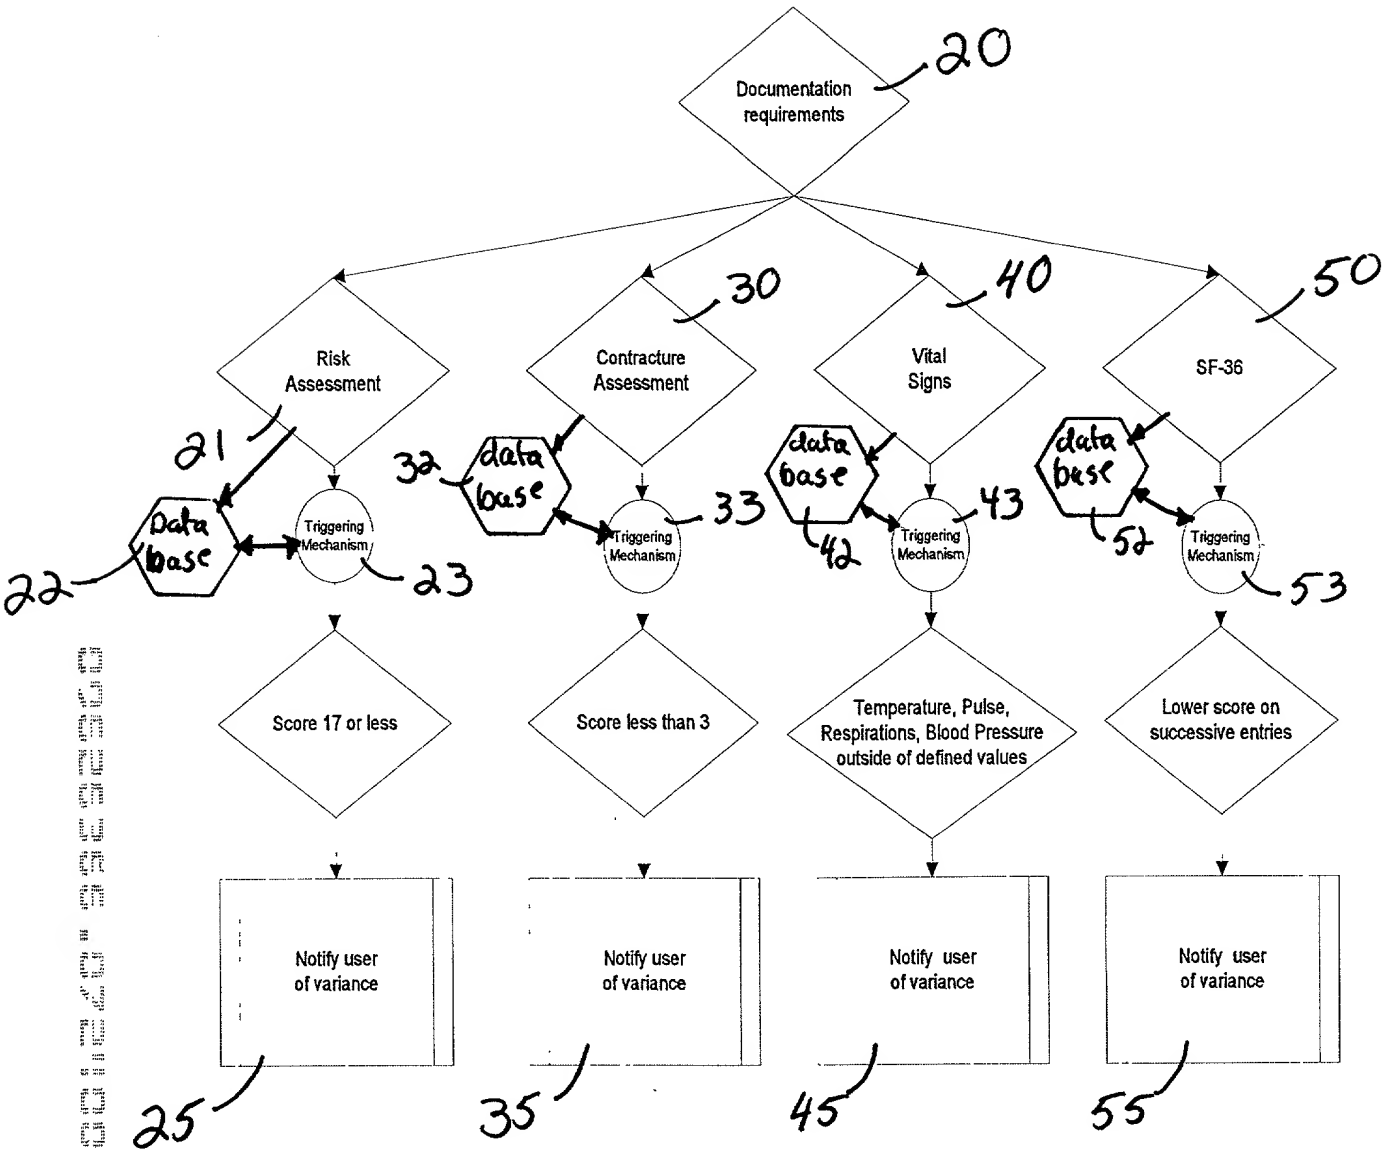 20
Documentation
requirements
30
40
50
Risk
Assessment
Contracture
Assessment
Vital
Signs
SF-36
21
22
Data
base
Triggering
Mechanism
23
32
data
base
Triggering
Mechanism
33
data
base
42
Triggering
Mechanism
43
data
base
52
Triggering
Mechanism
53
Score 17 or less
Score less than 3
Temperature, Pulse,
Respirations, Blood Pressure
outside of defined values
Lower score on
successive entries
Notify user
of variance
Notify user
of variance
Notify user
of variance
Notify user
of variance
25
35
45
55